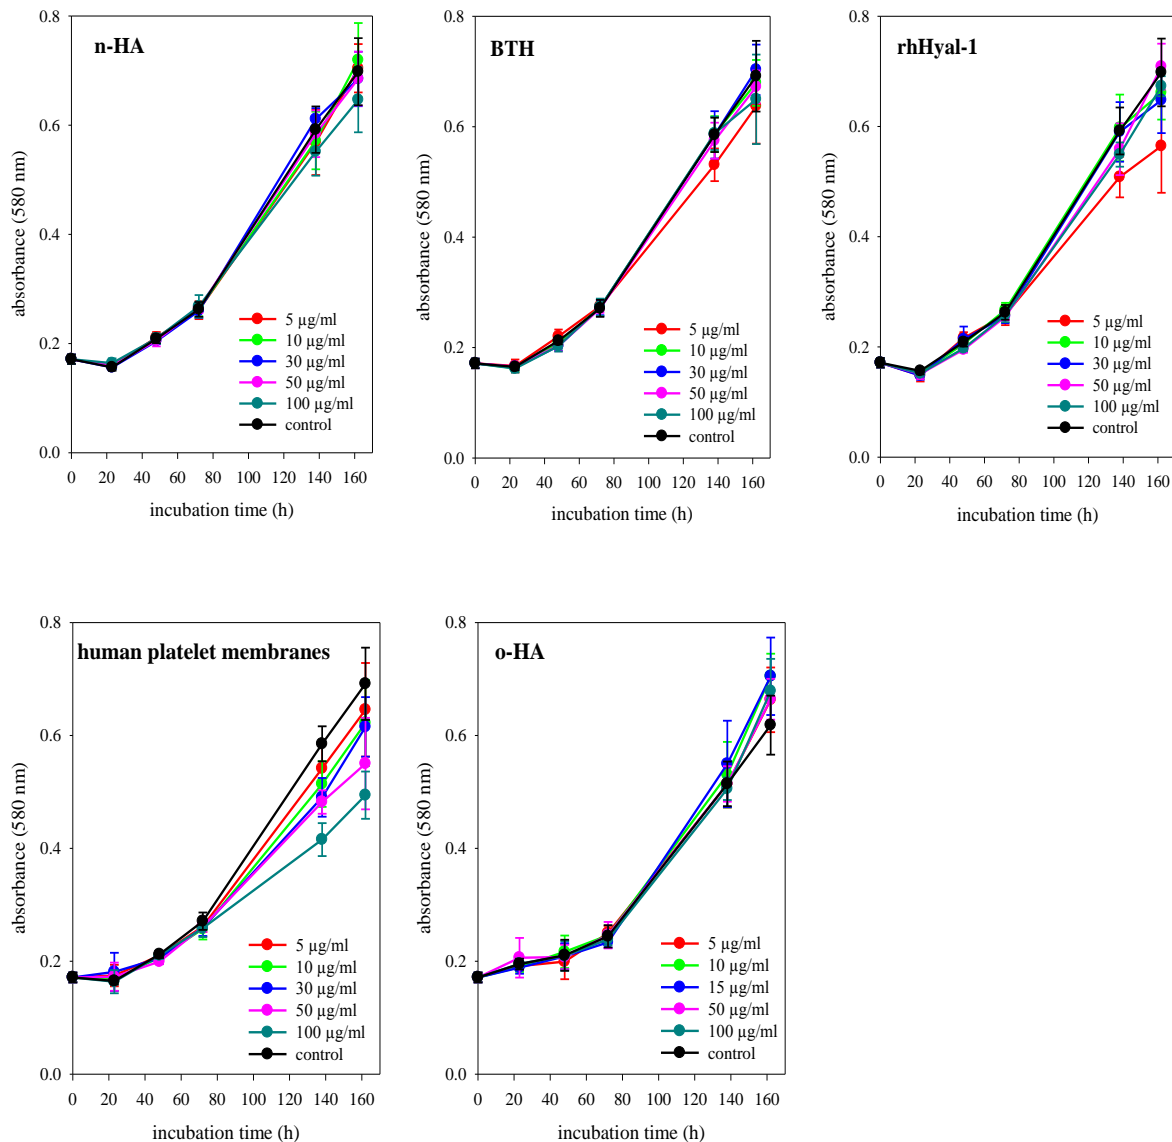 n-HA
absorbance (580 nm)
0.8
0.6
0.4
0.2
0.0
5 µg/ml
10 µg/ml
30 µg/ml
50 µg/ml
100 µg/ml
control
0 20 40 60 80 100 120 140 160
incubation time (h)
BTH
absorbance (580 nm)
0.8
0.6
0.4
0.2
0.0
5 µg/ml
10 µg/ml
30 µg/ml
50 µg/ml
100 µg/ml
control
0 20 40 60 80 100 120 140 160
incubation time (h)
rhHyal-1
absorbance (580 nm)
0.8
0.6
0.4
0.2
0.0
5 µg/ml
10 µg/ml
30 µg/ml
50 µg/ml
100 µg/ml
control
0 20 40 60 80 100 120 140 160
incubation time (h)
human platelet membranes
absorbance (580 nm)
0.8
0.6
0.4
0.2
0.0
5 µg/ml
10 µg/ml
30 µg/ml
50 µg/ml
100 µg/ml
control
0 20 40 60 80 100 120 140 160
incubation time (h)
o-HA
absorbance (580 nm)
0.8
0.6
0.4
0.2
0.0
5 µg/ml
10 µg/ml
15 µg/ml
50 µg/ml
100 µg/ml
control
0 20 40 60 80 100 120 140 160
incubation time (h)